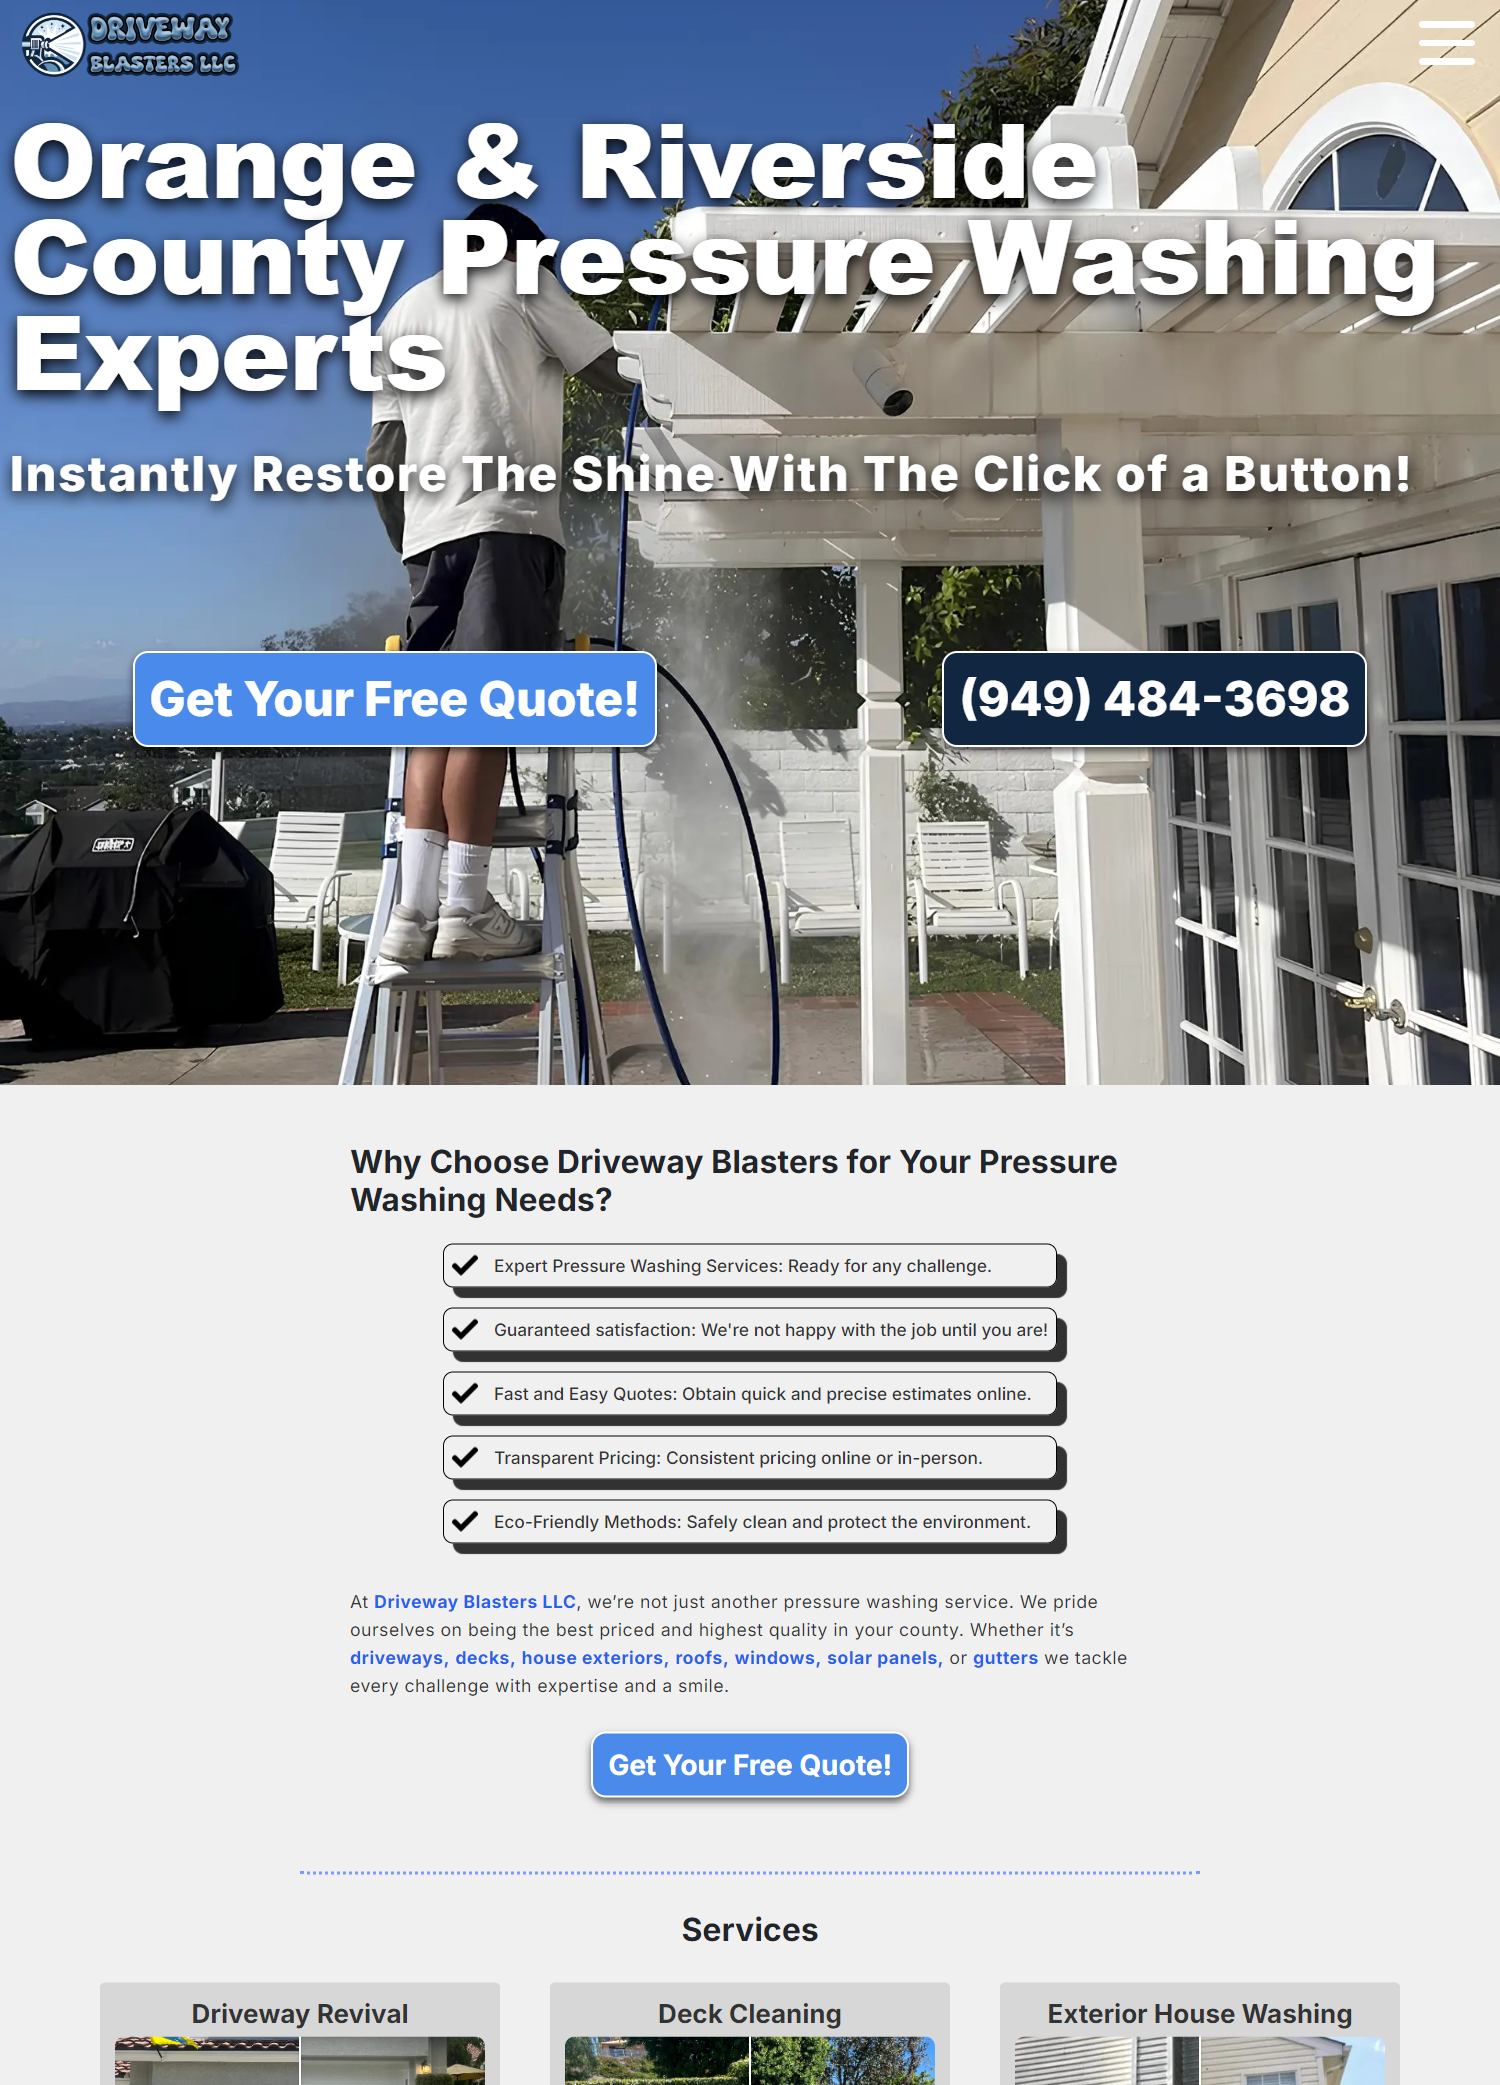 DRIVEWAY
BLASTERS LLC
Orange & Riverside
County Pressure Washing
Experts
Instantly Restore The Shine With The Click of a Button!
Get Your Free Quote!
(949) 484-3698
Why Choose Driveway Blasters for Your Pressure
Washing Needs?
Expert Pressure Washing Services: Ready for any challenge.
Guaranteed satisfaction: We're not happy with the job until you are!
Fast and Easy Quotes: Obtain quick and precise estimates online.
Transparent Pricing: Consistent pricing online or in-person.
Eco-Friendly Methods: Safely clean and protect the environment.
At Driveway Blasters LLC, we’re not just another pressure washing service. We pride
ourselves on being the best priced and highest quality in your county. Whether it’s
driveways, decks, house exteriors, roofs, windows, solar panels, or gutters we tackle
every challenge with expertise and a smile.
Get Your Free Quote!
Services
Driveway Revival
Deck Cleaning
Exterior House Washing